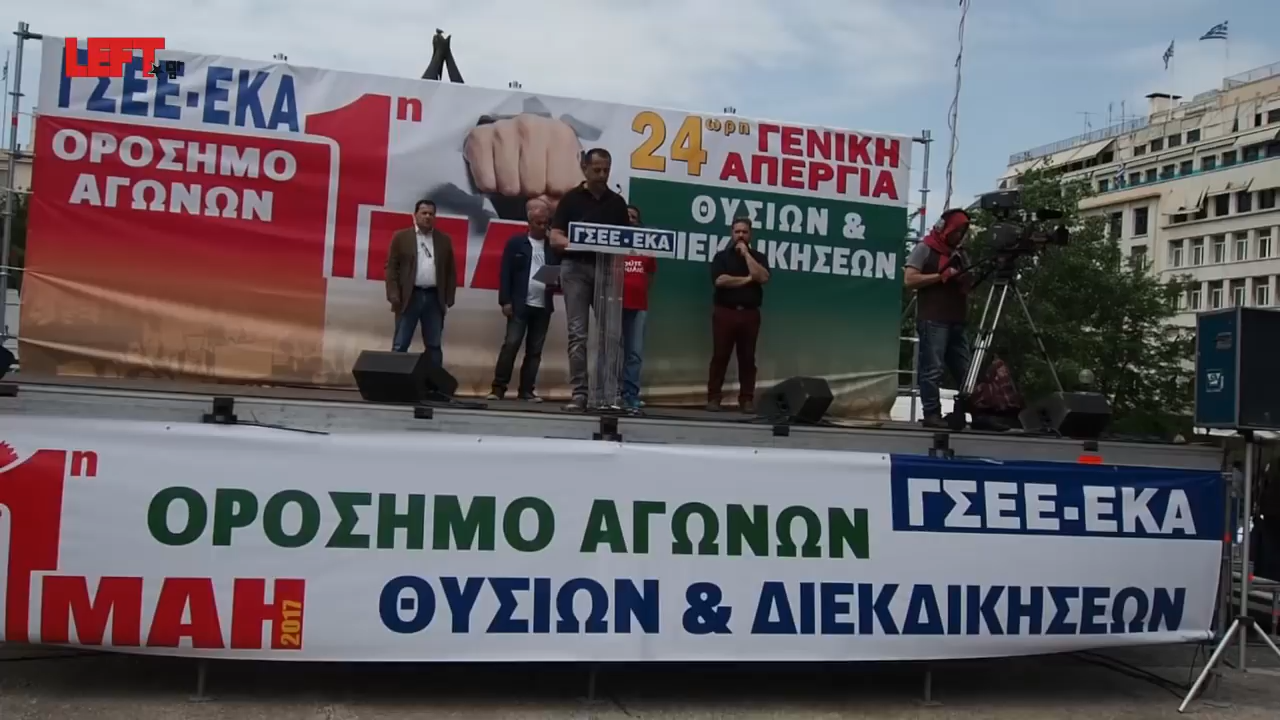 LEFT.gr
ΓΣΕΕ-ΕΚΑ
ΟΡΟΣΗΜΟ
ΑΓΩΝΩΝ
1η
24ωρη
ΓΕΝΙΚΗ
ΑΠΕΡΓΙΑ
ΘΥΣΙΩΝ &
ΔΙΕΚΔΙΚΗΣΕΩΝ
ΓΣΕΕ-ΕΚΑ
1η
ΜΑΗ
2017
ΟΡΟΣΗΜΟ ΑΓΩΝΩΝ
ΓΣΕΕ-ΕΚΑ
ΘΥΣΙΩΝ & ΔΙΕΚΔΙΚΗΣΕΩΝ